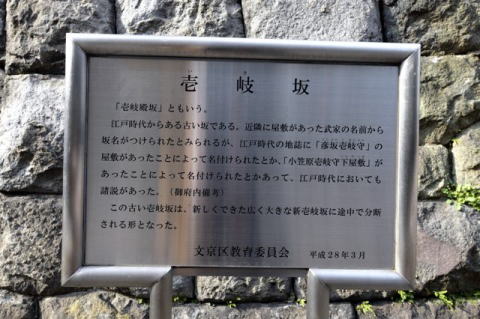 壱岐坂
「壱岐殿坂」ともいう。
江戸時代からある古い坂である。近隣に屋敷があった武家の名前から
坂名がつけられたとみられるが、江戸時代の地誌に「彦坂壱岐守」の
屋敷があったことによって名付けられたとか、「小笠原壱岐守下屋敷」が
あったことによって名付けられたとかあって、江戸時代においても
諸説があった。（御府内備考）
この古い壱岐坂は、新しくできた広く大きな新壱岐坂に途中で分断
される形となった。
文京区教育委員会 平成28年3月